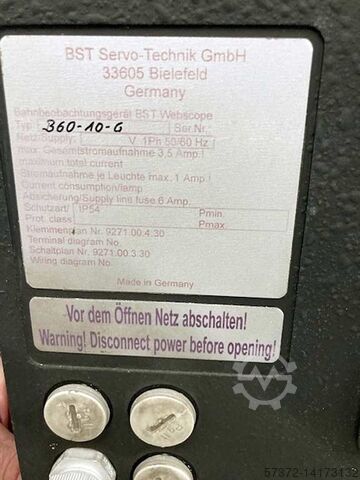 BST Servo-Technik GmbH
33605 Bielefeld
Germany
Bahnbeobachtungsgerät BST Webscope
Typ: 360-10-G Ser.Nr.:
Netz/supply: V 1Ph 50/60 Hz
max. Gesamtstromaufnahme 3,5 Amp !
maximum total current
Stromaufnahme je Leuchte max. 1 Amp !
Current consumption/lamp
Absicherung/Supply line fuse 6 Amp.
Schutzart/ IP54 Pmin.
Prot. class Pmax.
Klemmenplan Nr. 9271.00.4.30
Terminal diagram No.
Schaltplan Nr. 9271.00.3.30
Wiring diagram No.
Made in Germany
Vor dem Öffnen Netz abschalten!
Warning! Disconnect power before opening!
57372-14173132